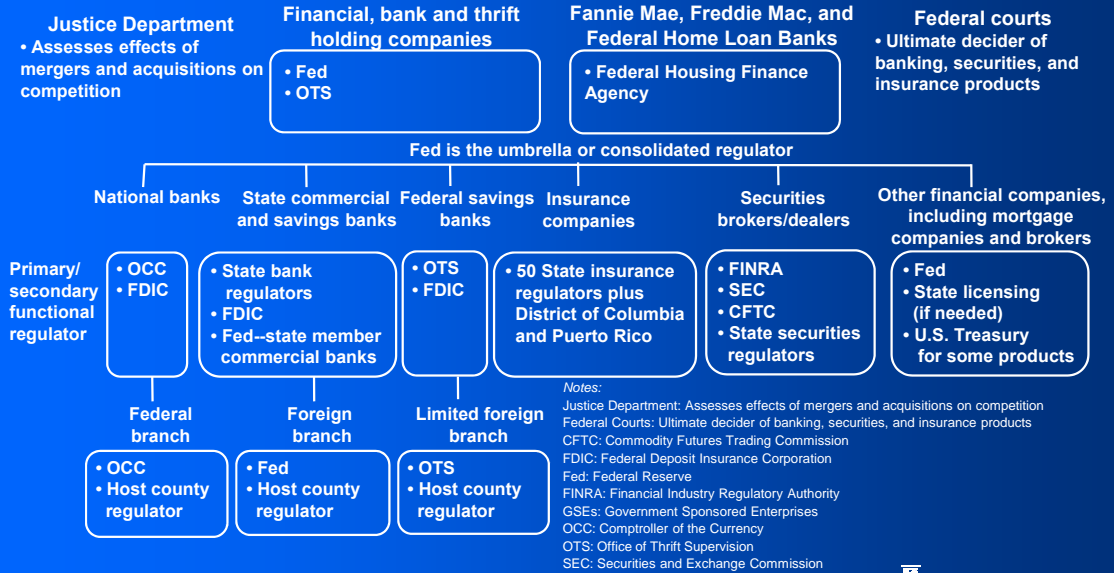 Justice Department
• Assesses effects of
mergers and acquisitions on
competition
Financial, bank and thrift
holding companies
• Fed
• OTS
Fannie Mae, Freddie Mac, and
Federal Home Loan Banks
• Federal Housing Finance
Agency
Federal courts
• Ultimate decider of
banking, securities, and
insurance products
Fed is the umbrella or consolidated regulator
National banks
State commercial
and savings banks
Federal savings
banks
Insurance
companies
Securities
brokers/dealers
Other financial companies,
including mortgage
companies and brokers
Primary/
secondary
functional
regulator
• OCC
• FDIC
• State bank
regulators
• FDIC
• Fed--state member
commercial banks
• OTS
• FDIC
• 50 State insurance
regulators plus
District of Columbia
and Puerto Rico
• FINRA
• SEC
• CFTC
• State securities
regulators
• Fed
• State licensing
(if needed)
• U.S. Treasury
for some products
Federal
branch
Foreign
branch
Limited foreign
branch
• OCC
• Host county
regulator
• Fed
• Host county
regulator
• OTS
• Host county
regulator
Notes:
Justice Department: Assesses effects of mergers and acquisitions on competition
Federal Courts: Ultimate decider of banking, securities, and insurance products
CFTC: Commodity Futures Trading Commission
FDIC: Federal Deposit Insurance Corporation
Fed: Federal Reserve
FINRA: Financial Industry Regulatory Authority
GSEs: Government Sponsored Enterprises
OCC: Comptroller of the Currency
OTS: Office of Thrift Supervision
SEC: Securities and Exchange Commission